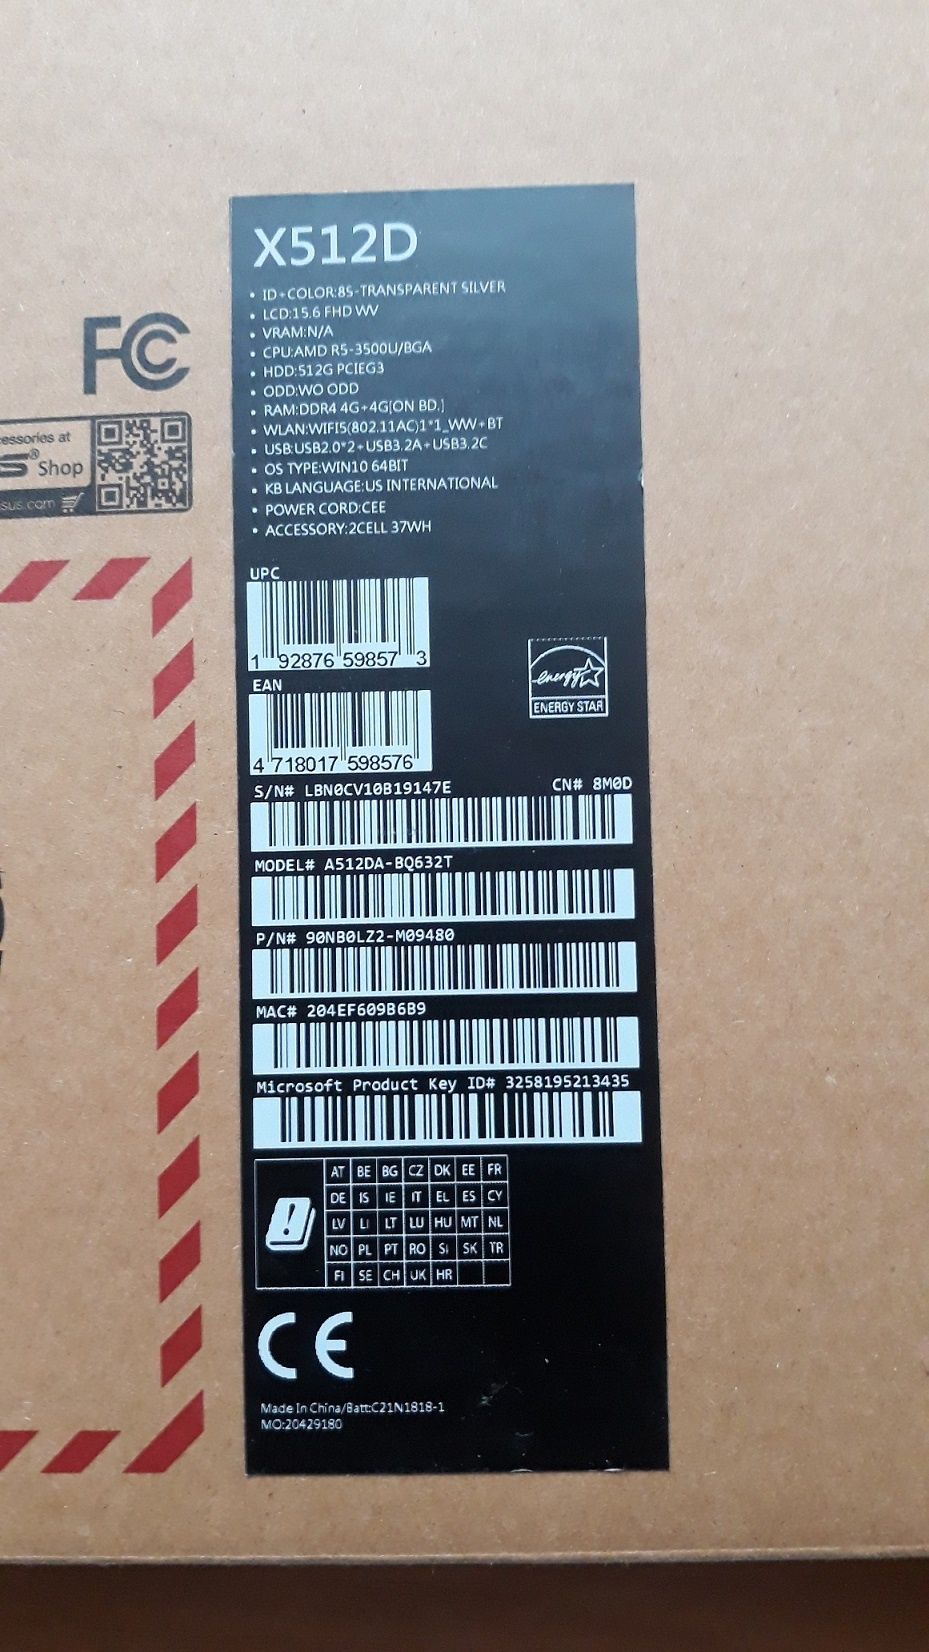 X512D
• ID+COLOR:8S-TRANSPARENT SILVER
• LCD:15.6 FHD WV
• VRAM:N/A
• CPU:AMD R5-3500U/BGA
• HDD:512G PCIEG3
• ODD:WO ODD
• RAM:DDR4 4G+4G[ON BD.]
• WLAN:WIFI5(802.11AC)1*1_WW+BT
• USB:USB2.0*2+USB3.2A+USB3.2C
• OS TYPE:WIN10 64BIT
• KB LANGUAGE:US INTERNATIONAL
• POWER CORD:CEE
• ACCESSORY:2CELL 37WH
FC
Shop
UPC
1 92876 59857 3
energy
ENERGY STAR
EAN
4 718017 598576
S/N# LBN0CV10B19147E CN# 8M0D
MODEL# A512DA-BQ632T
P/N# 90NB0LZ2-M09480
MAC# 204EF609B6B9
Microsoft Product Key ID# 3258195213435
AT BE BG CZ DK EE FR
DE IS IE IT EL ES CY
LV LI LT LU HU MT NL
NO PL PT RO Si SK TR
FI SE CH UK HR
CE
Made In China/Batt:C21N1818-1
MO:20429180